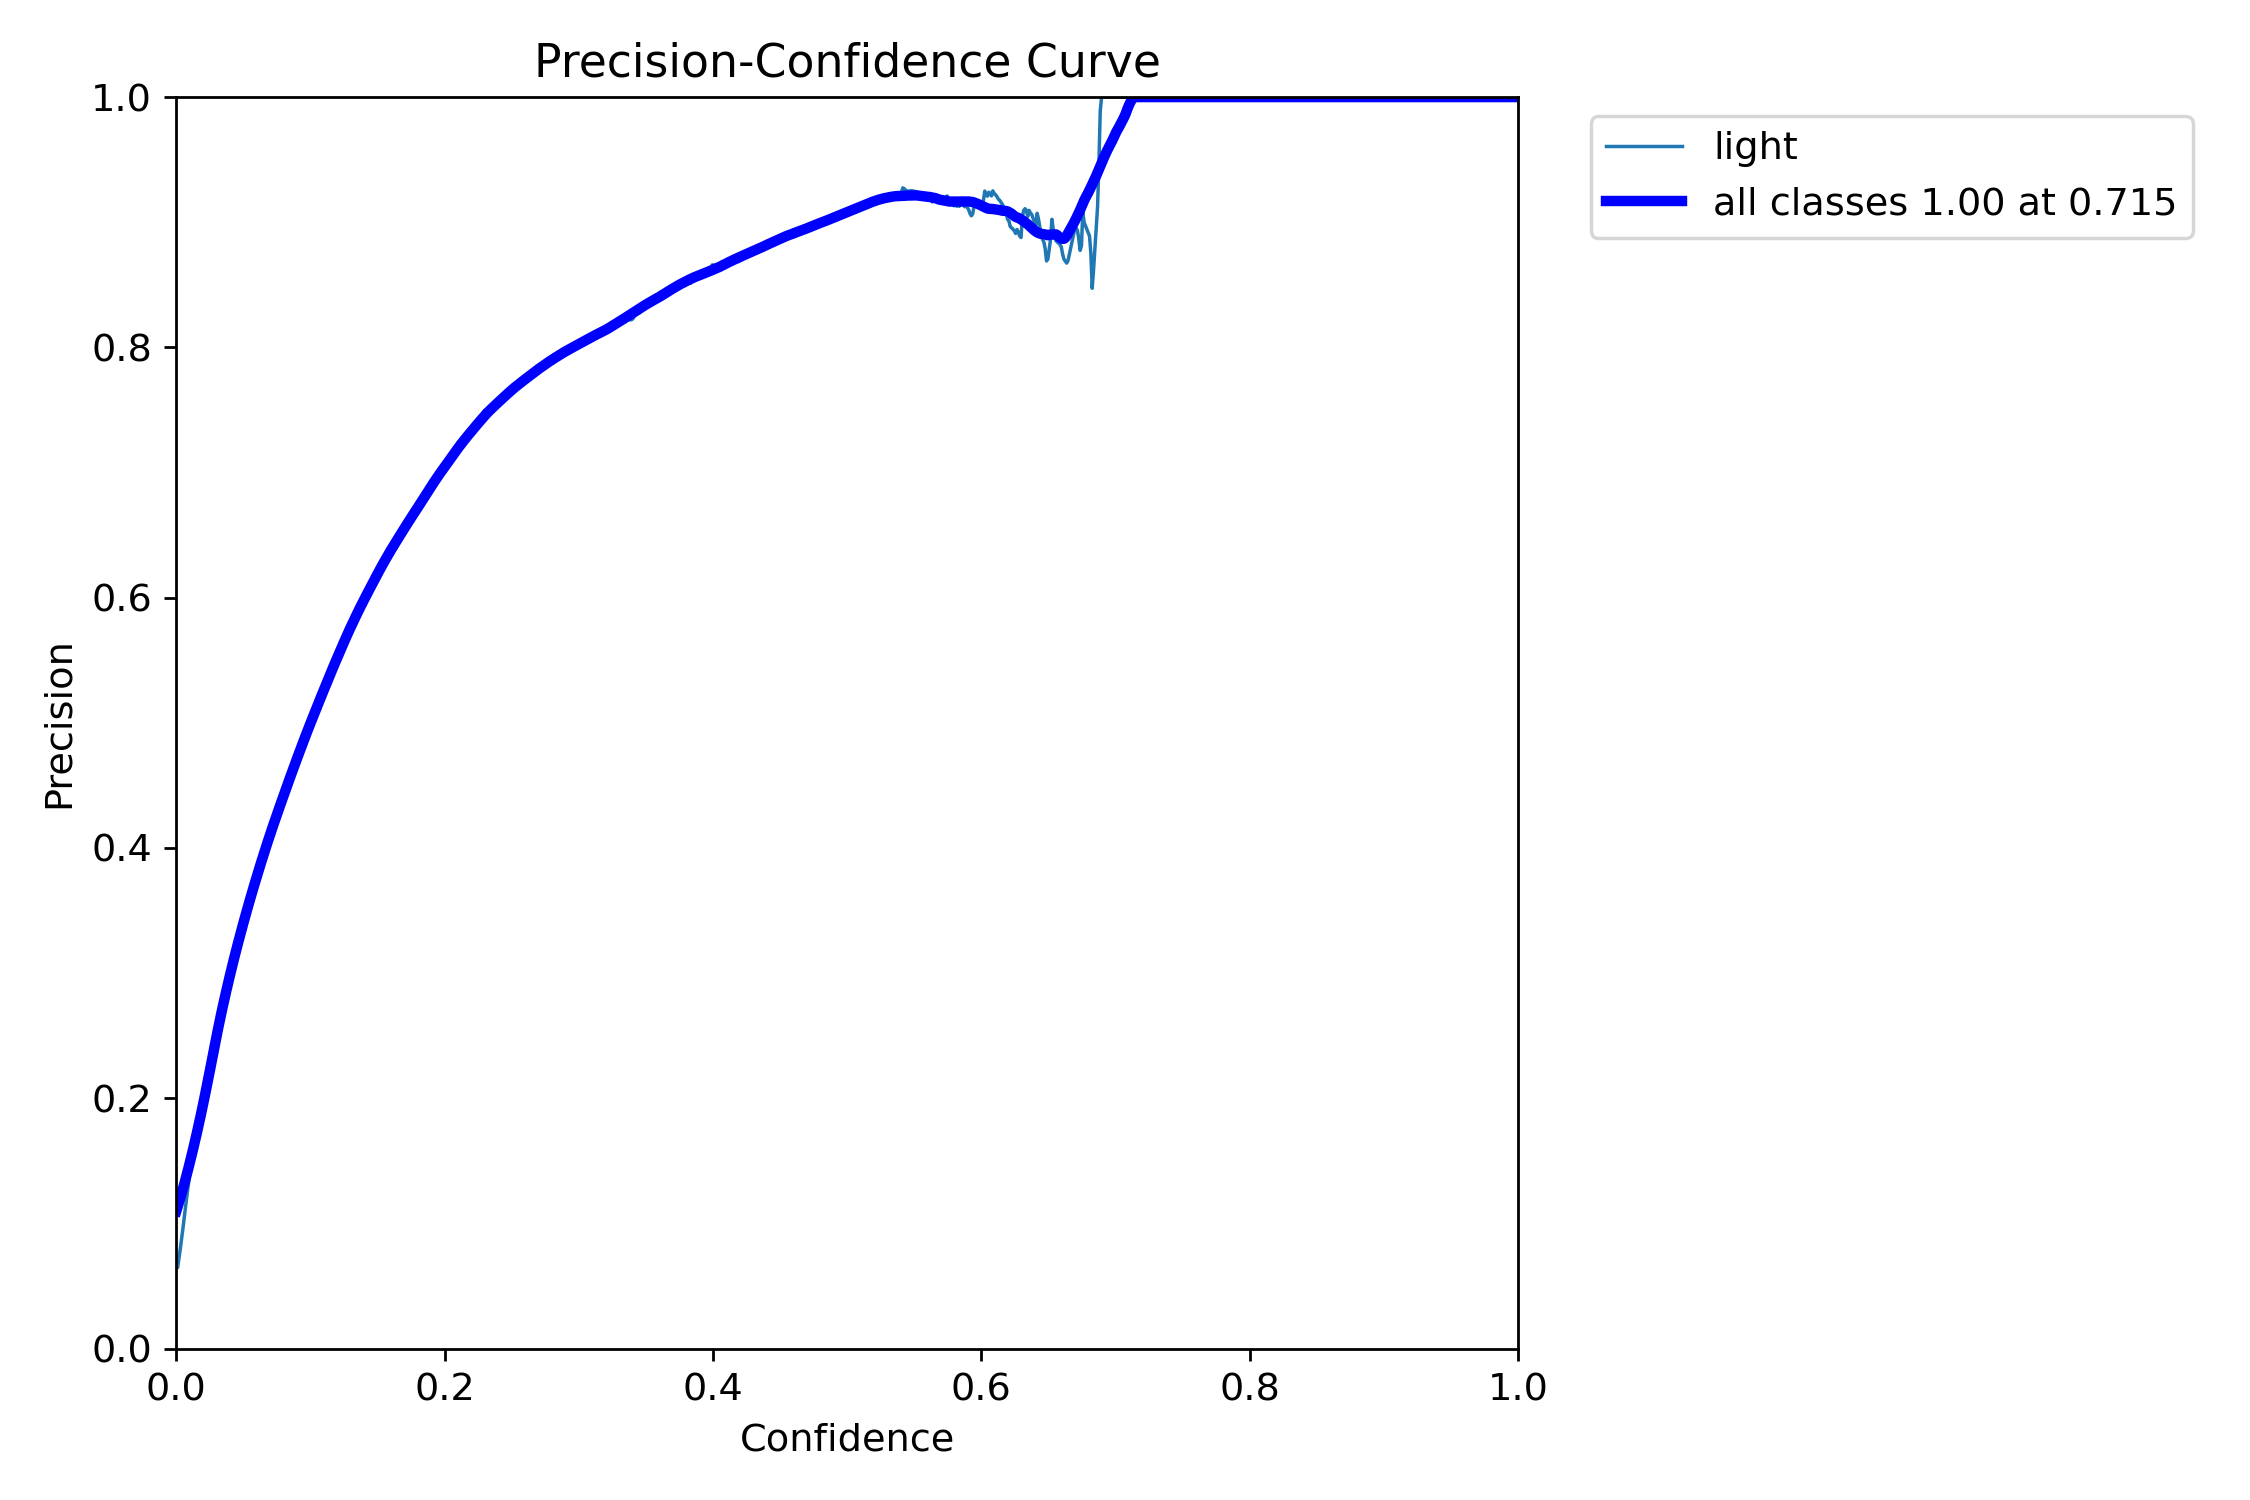 Precision-Confidence Curve
1.0
0.8
0.6
0.4
0.2
0.0
Precision
0.0 0.2 0.4 0.6 0.8 1.0
Confidence
light
all classes 1.00 at 0.715